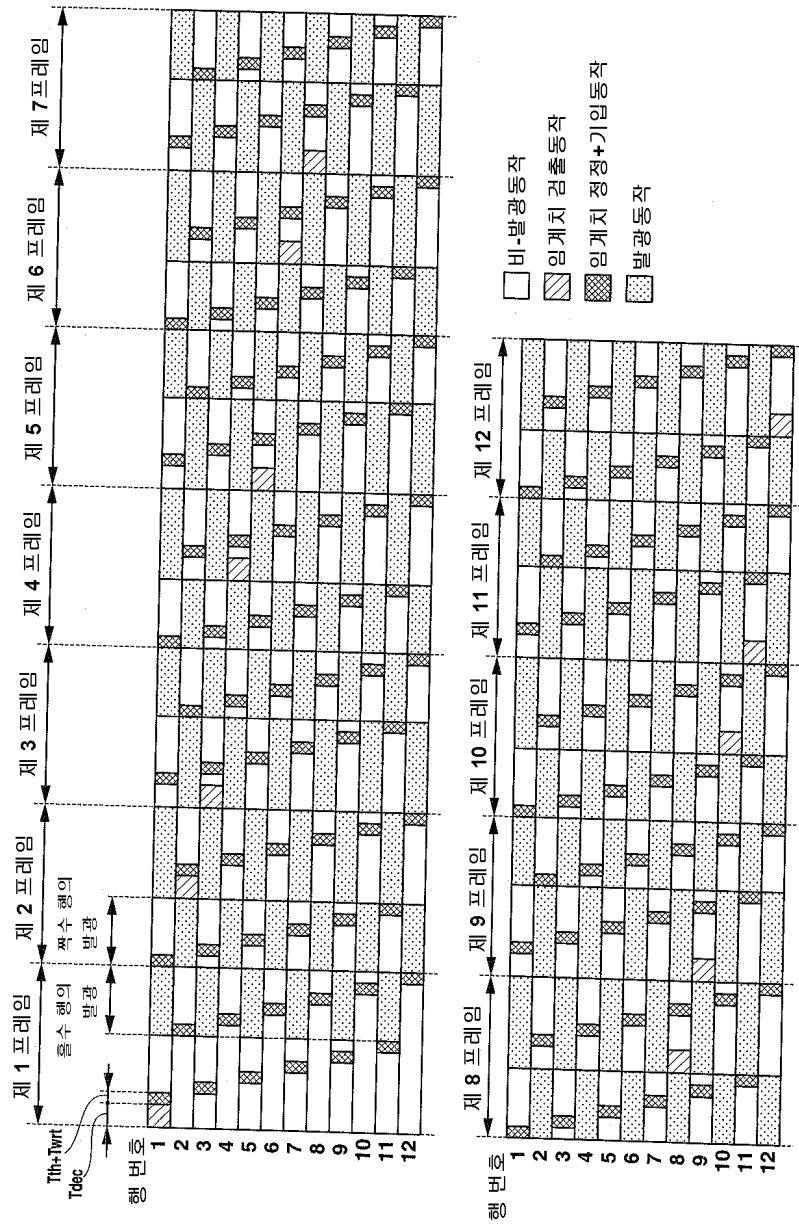 제 1 프레임
제 2 프레임
제 3 프레임
제 4 프레임
제 5 프레임
제 6 프레임
제 7프레임
Tth+Twrt
Tdec
홀수 행의
발광
짝수 행의
발광
행 번호
1
2
3
4
5
6
7
8
9
10
11
12
제 8 프레임
제 9 프레임
제 10 프레임
제 11 프레임
제 12 프레임
행 번호
1
2
3
4
5
6
7
8
9
10
11
12
비-발광동작
임계치 검출동작
임계치 정정+기입동작
발광동작